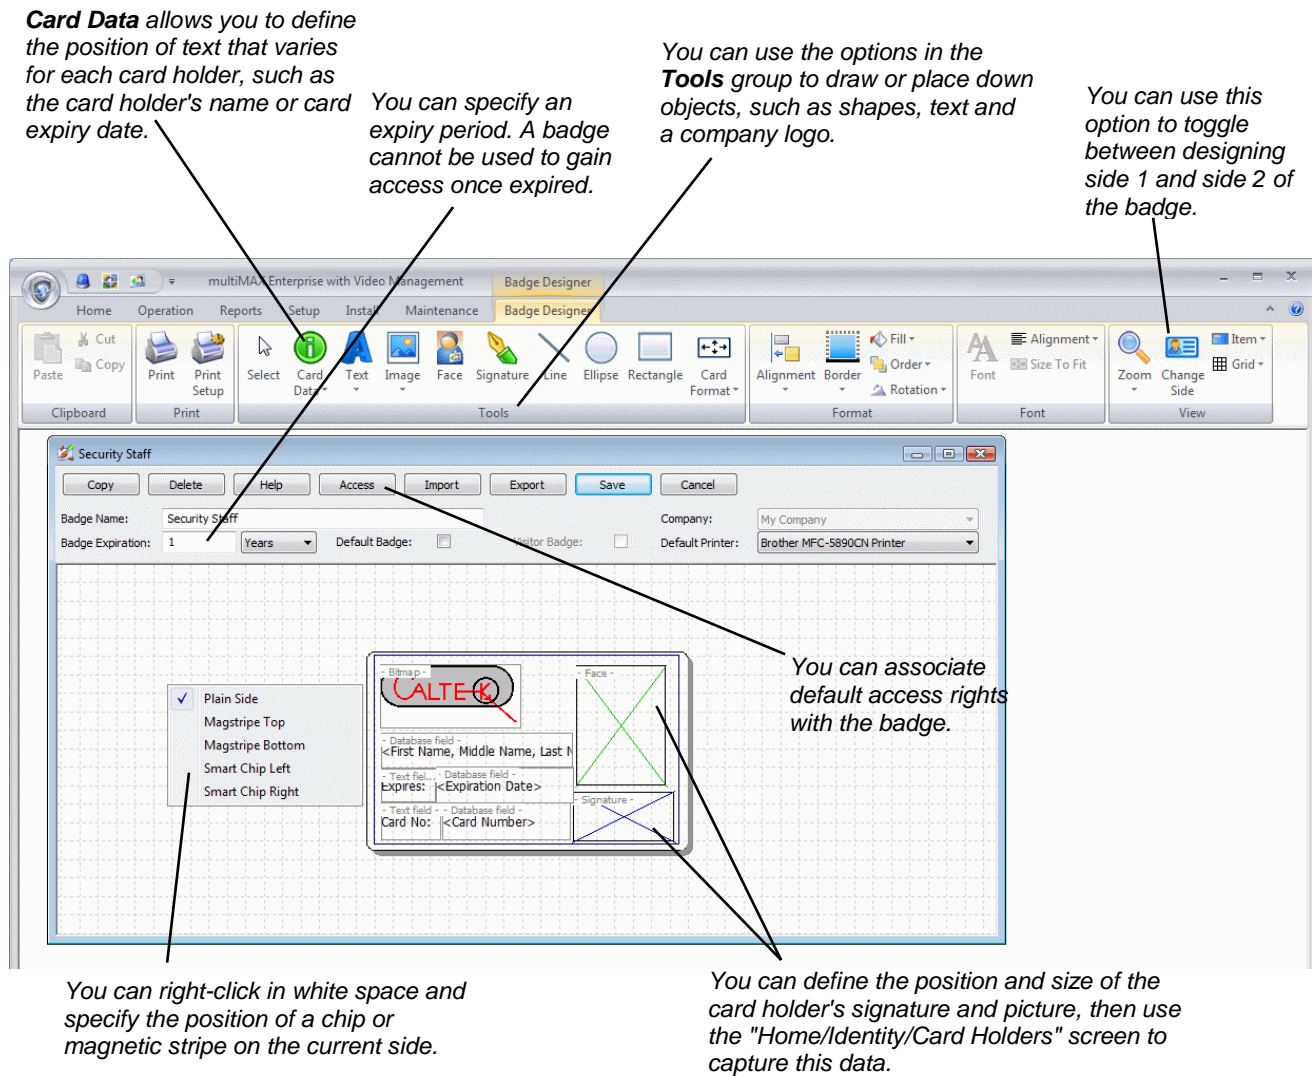 Card Data allows you to define
the position of text that varies
for each card holder, such as
the card holder's name or card
expiry date.
You can specify an
expiry period. A badge
cannot be used to gain
access once expired.
You can use the options in the
Tools group to draw or place down
objects, such as shapes, text and
a company logo.
You can use this
option to toggle
between designing
side 1 and side 2 of
the badge.
multiMAX Enterprise with Video Management
Badge Designer
Home Operation Reports Setup Install Maintenance Badge Designer
Paste
Cut
Copy
Clipboard
Print
Print Setup
Print
Select
Card Data
Text
Image
Face
Signature
Line
Ellipse
Rectangle
Card Format
Tools
Alignment
Border
Fill
Order
Rotation
Format
Font
Alignment
Size To Fit
Font
Zoom
Change Side
Item
Grid
View
Security Staff
Copy Delete Help Access Import Export Save Cancel
Badge Name: Security Staff Company: My Company
Badge Expiration: 1 Years Default Badge: Visitor Badge: Default Printer: Brother MFC-5890CN Printer
Plain Side
Magstripe Top
Magstripe Bottom
Smart Chip Left
Smart Chip Right
- Bitmap -
CALTEK
- Face -
- Database field -
<First Name, Middle Name, Last N
- Text fiel... - Database field -
Expires: <Expiration Date>
- Text field - - Database field -
Card No: <Card Number>
- Signature -
You can associate
default access rights
with the badge.
You can right-click in white space and
specify the position of a chip or
magnetic stripe on the current side.
You can define the position and size of the
card holder's signature and picture, then use
the "Home/Identity/Card Holders" screen to
capture this data.